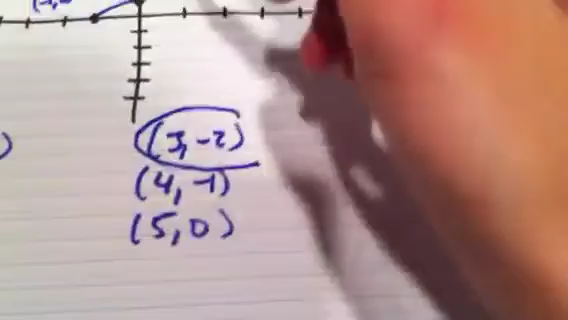 (3,-2)
(4,-1)
(5,0)